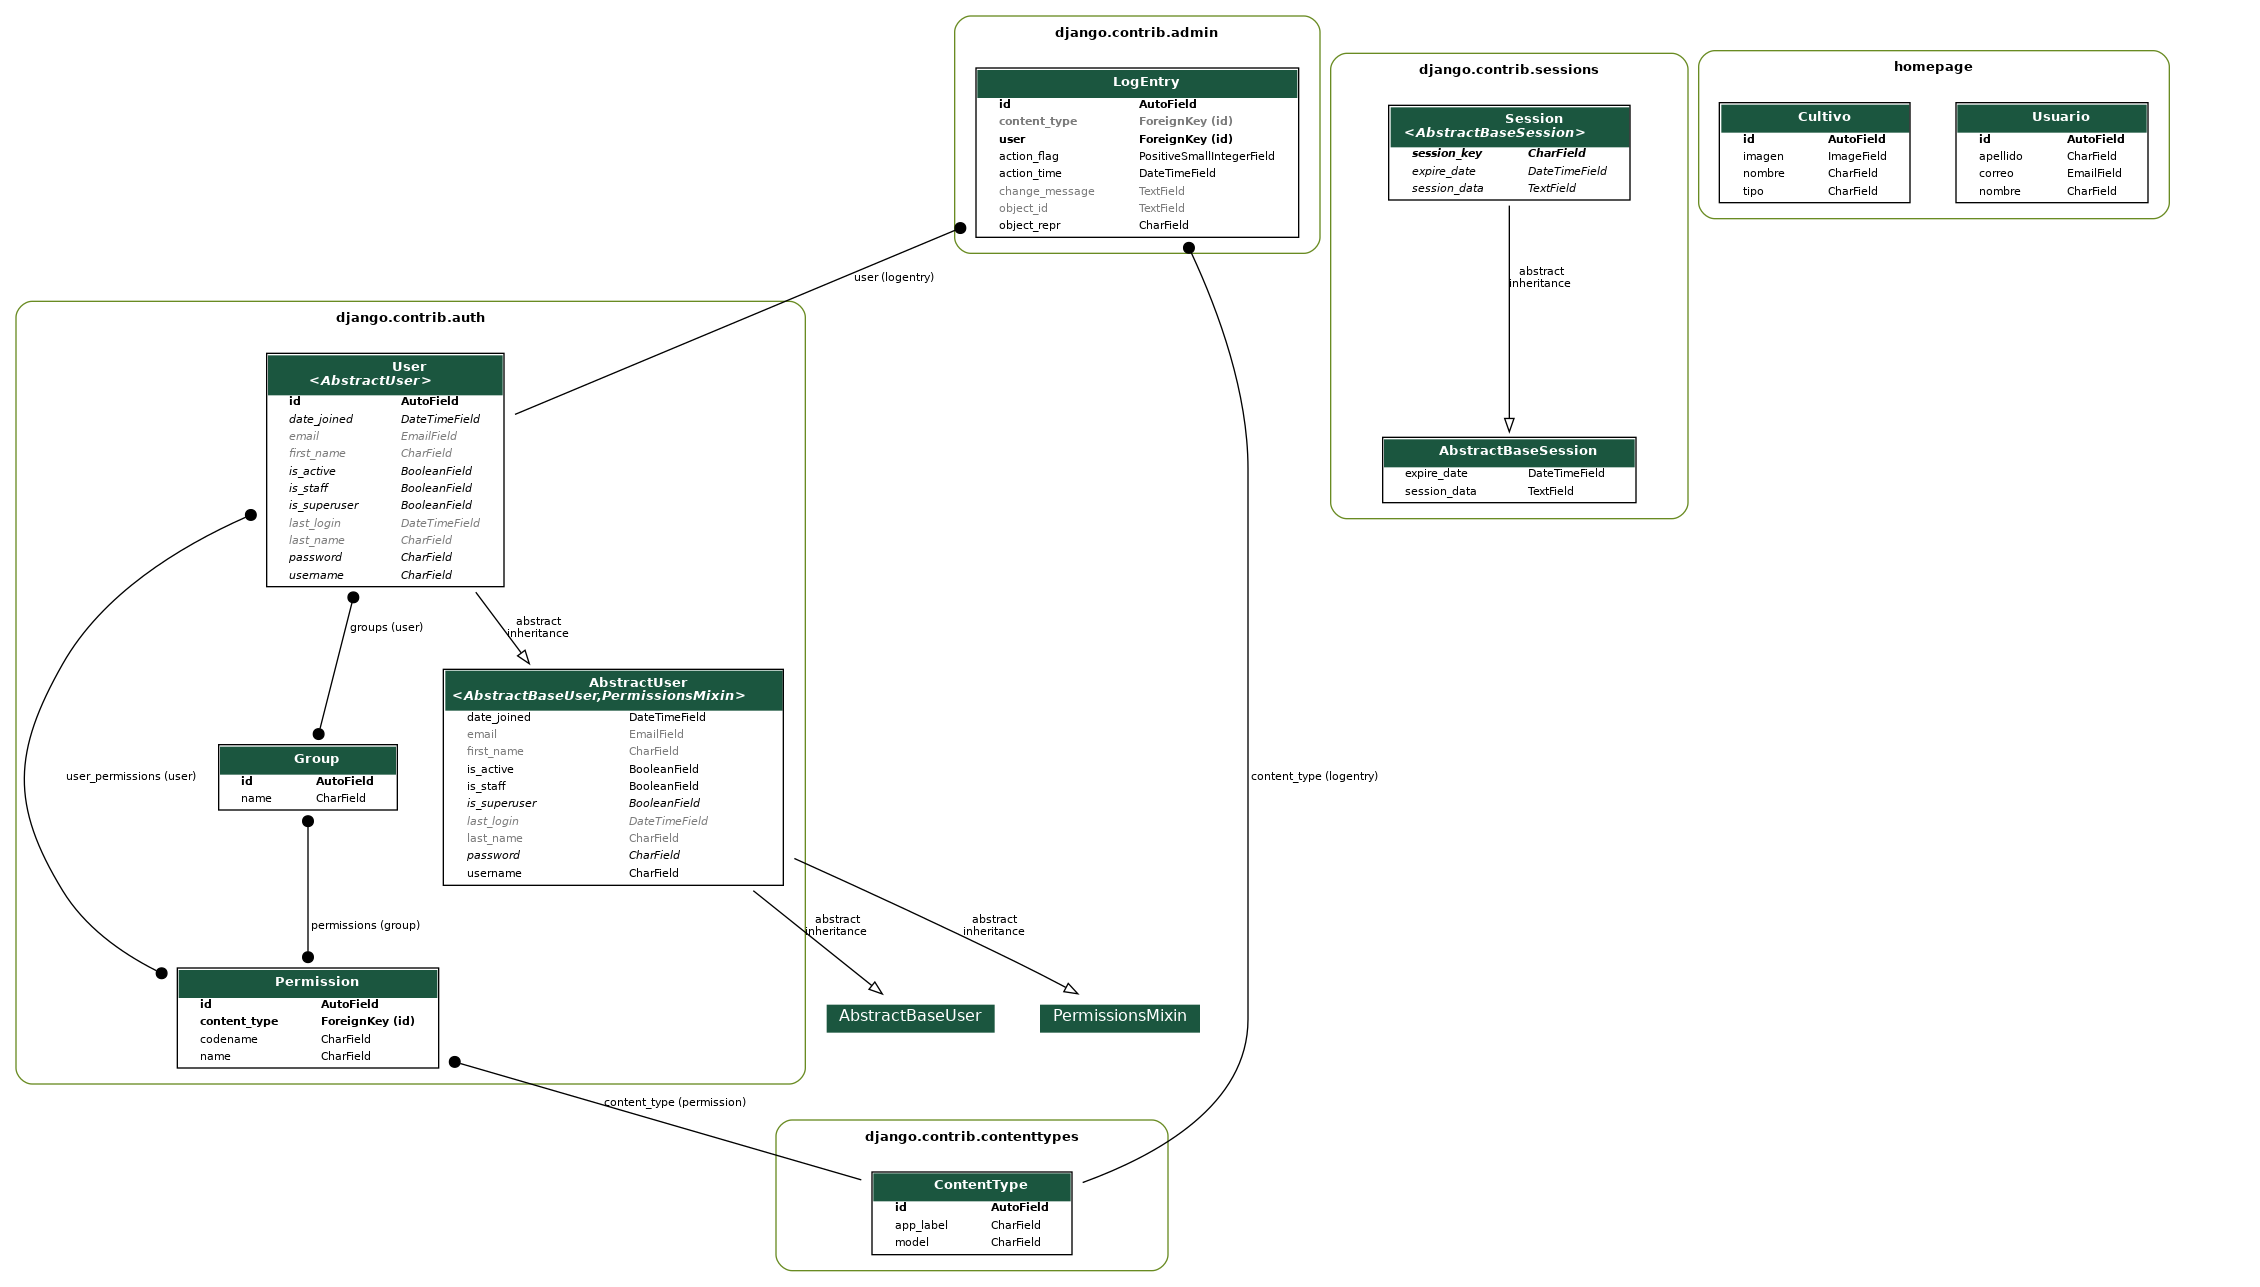 django.contrib.admin
LogEntry
id AutoField
content_type ForeignKey (id)
user ForeignKey (id)
action_flag PositiveSmallIntegerField
action_time DateTimeField
change_message TextField
object_id TextField
object_repr CharField
django.contrib.sessions
Session
<AbstractBaseSession>
session_key CharField
expire_date DateTimeField
session_data TextField
abstract
inheritance
AbstractBaseSession
expire_date DateTimeField
session_data TextField
homepage
Cultivo
id AutoField
imagen ImageField
nombre CharField
tipo CharField
Usuario
id AutoField
apellido CharField
correo EmailField
nombre CharField
user (logentry)
django.contrib.auth
User
<AbstractUser>
id AutoField
date_joined DateTimeField
email EmailField
first_name CharField
is_active BooleanField
is_staff BooleanField
is_superuser BooleanField
last_login DateTimeField
last_name CharField
password CharField
username CharField
groups (user)
abstract
inheritance
AbstractUser
<AbstractBaseUser,PermissionsMixin>
date_joined DateTimeField
email EmailField
first_name CharField
is_active BooleanField
is_staff BooleanField
is_superuser BooleanField
last_login DateTimeField
last_name CharField
password CharField
username CharField
user_permissions (user)
Group
id AutoField
name CharField
content_type (logentry)
permissions (group)
abstract
inheritance
abstract
inheritance
Permission
id AutoField
content_type ForeignKey (id)
codename CharField
name CharField
AbstractBaseUser
PermissionsMixin
content_type (permission)
django.contrib.contenttypes
ContentType
id AutoField
app_label CharField
model CharField